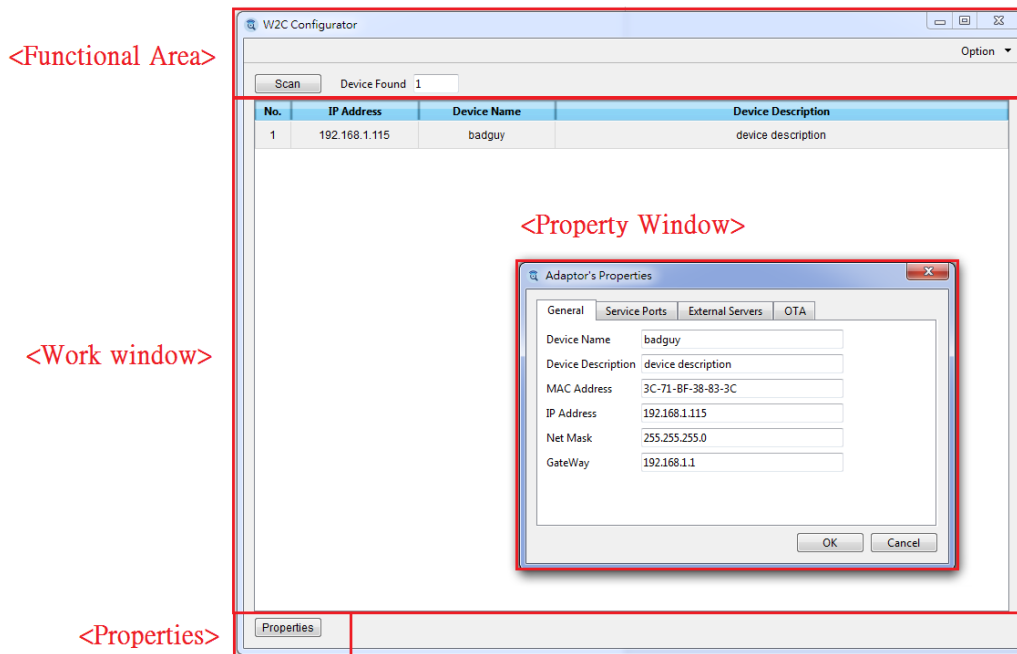 W2C Configurator
<Functional Area>
Option
Scan Device Found 1
No. IP Address Device Name Device Description
1 192.168.1.115 badguy device description
<Property Window>
Adaptor's Properties
General Service Ports External Servers OTA
Device Name badguy
Device Description device description
<Work window>
MAC Address 3C-71-BF-38-83-3C
IP Address 192.168.1.115
Net Mask 255.255.255.0
GateWay 192.168.1.1
OK Cancel
<Properties>
Properties